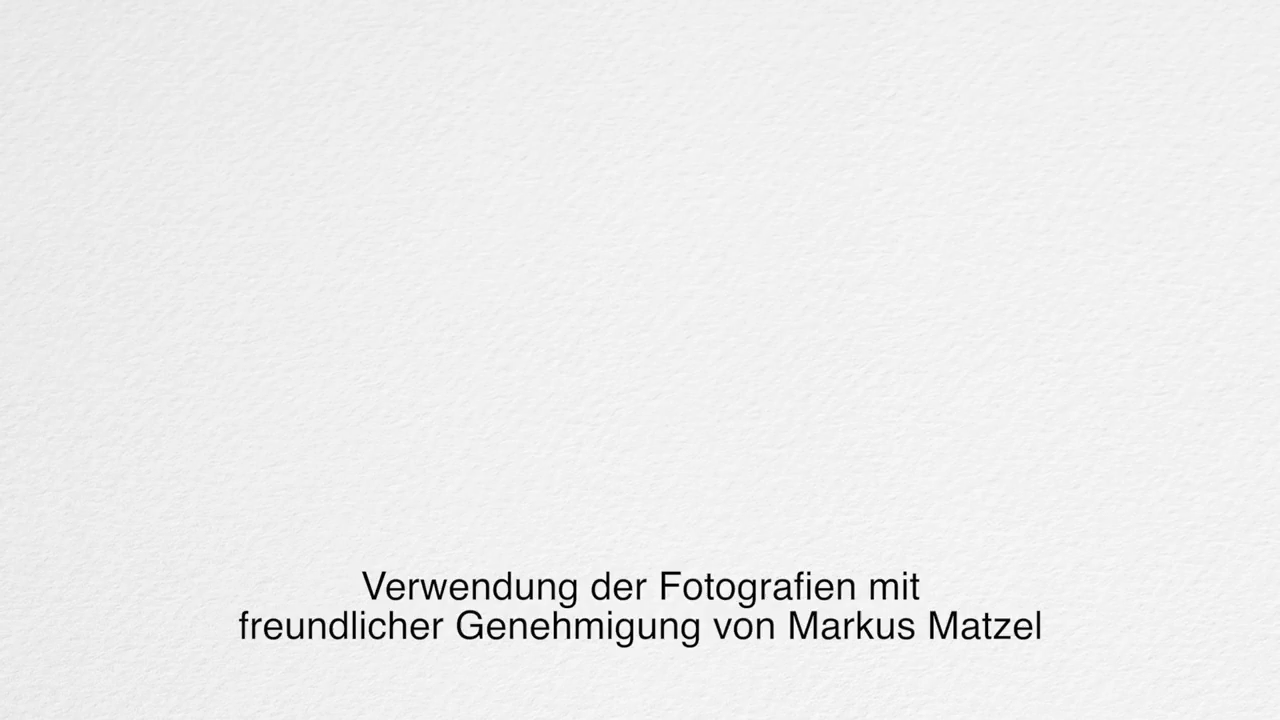 Verwendung der Fotografien mit
freundlicher Genehmigung von Markus Matzel